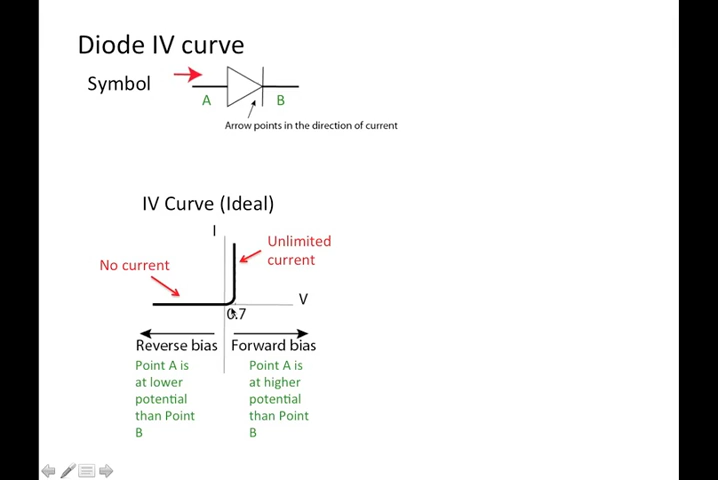 Diode IV curve
Symbol
A
B
Arrow points in the direction of current
IV Curve (Ideal)
I
Unlimited
current
No current
V
0.7
Reverse bias
Forward bias
Point A is
at lower
potential
than Point
B
Point A is
at higher
potential
than Point
B